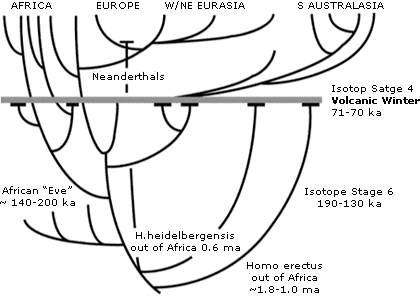 AFRICA EUROPE W/NE EURASIA S AUSTRALASIA
Neanderthals
Isotop Satge 4
Volcanic Winter
71-70 ka
African "Eve"
~ 140-200 ka
Isotope Stage 6
190-130 ka
H.heidelbergensis
out of Africa 0.6 ma
Homo erectus
out of Africa
~1.8-1.0 ma